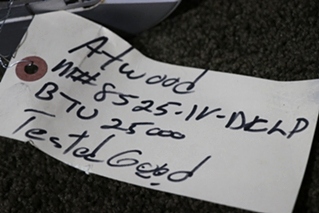 Atwood
M## 8525-IV-DCLP
BTU 25000
Tested Good